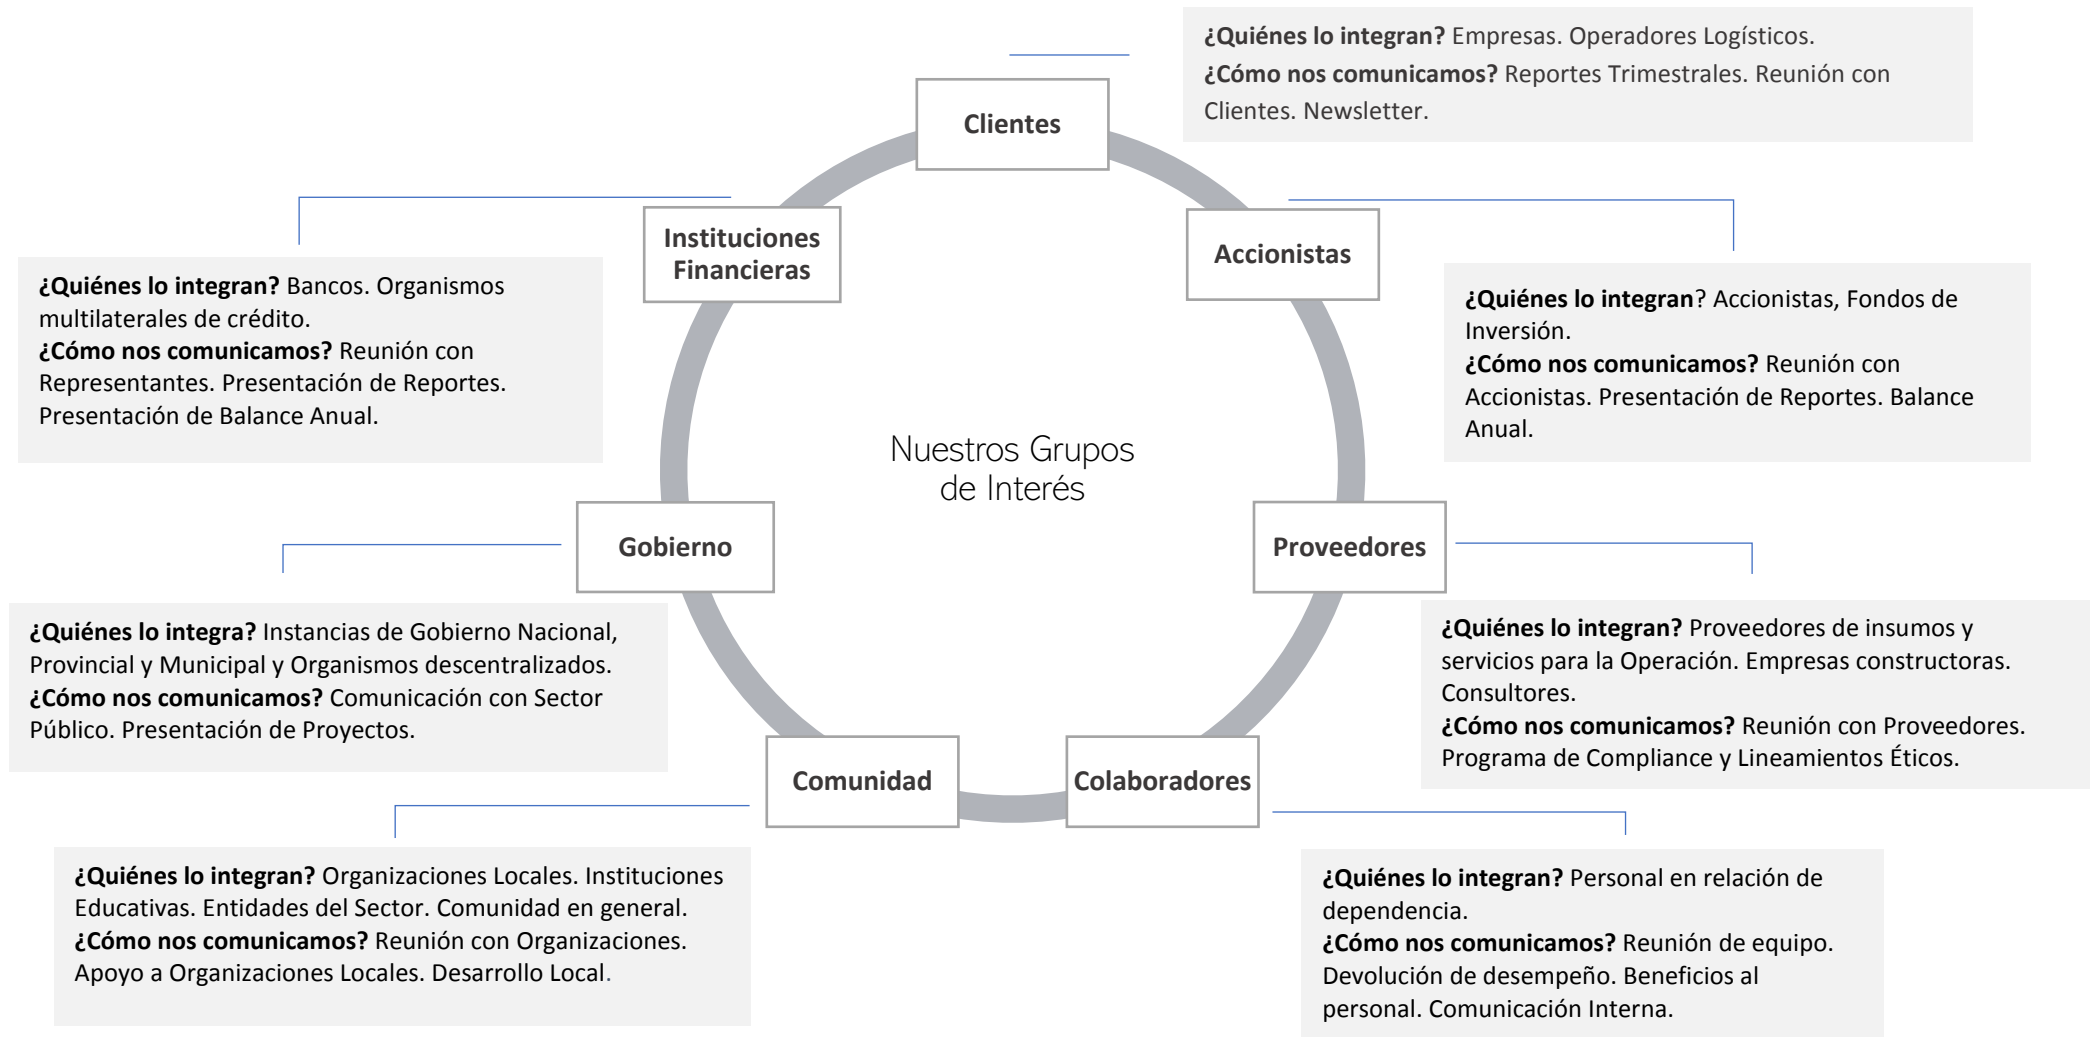 ¿Quiénes lo integran? Empresas. Operadores Logísticos.
¿Cómo nos comunicamos? Reportes Trimestrales. Reunión con
Clientes. Newsletter.
Clientes
Instituciones
Financieras
Accionistas
¿Quiénes lo integran? Bancos. Organismos
multilaterales de crédito.
¿Cómo nos comunicamos? Reunión con
Representantes. Presentación de Reportes.
Presentación de Balance Anual.
¿Quiénes lo integran? Accionistas, Fondos de
Inversión.
¿Cómo nos comunicamos? Reunión con
Accionistas. Presentación de Reportes. Balance
Anual.
Nuestros Grupos
de Interés
Gobierno
Proveedores
¿Quiénes lo integra? Instancias de Gobierno Nacional,
Provincial y Municipal y Organismos descentralizados.
¿Cómo nos comunicamos? Comunicación con Sector
Público. Presentación de Proyectos.
¿Quiénes lo integran? Proveedores de insumos y
servicios para la Operación. Empresas constructoras.
Consultores.
¿Cómo nos comunicamos? Reunión con Proveedores.
Programa de Compliance y Lineamientos Éticos.
Comunidad
Colaboradores
¿Quiénes lo integran? Organizaciones Locales. Instituciones
Educativas. Entidades del Sector. Comunidad en general.
¿Cómo nos comunicamos? Reunión con Organizaciones.
Apoyo a Organizaciones Locales. Desarrollo Local.
¿Quiénes lo integran? Personal en relación de
dependencia.
¿Cómo nos comunicamos? Reunión de equipo.
Devolución de desempeño. Beneficios al
personal. Comunicación Interna.